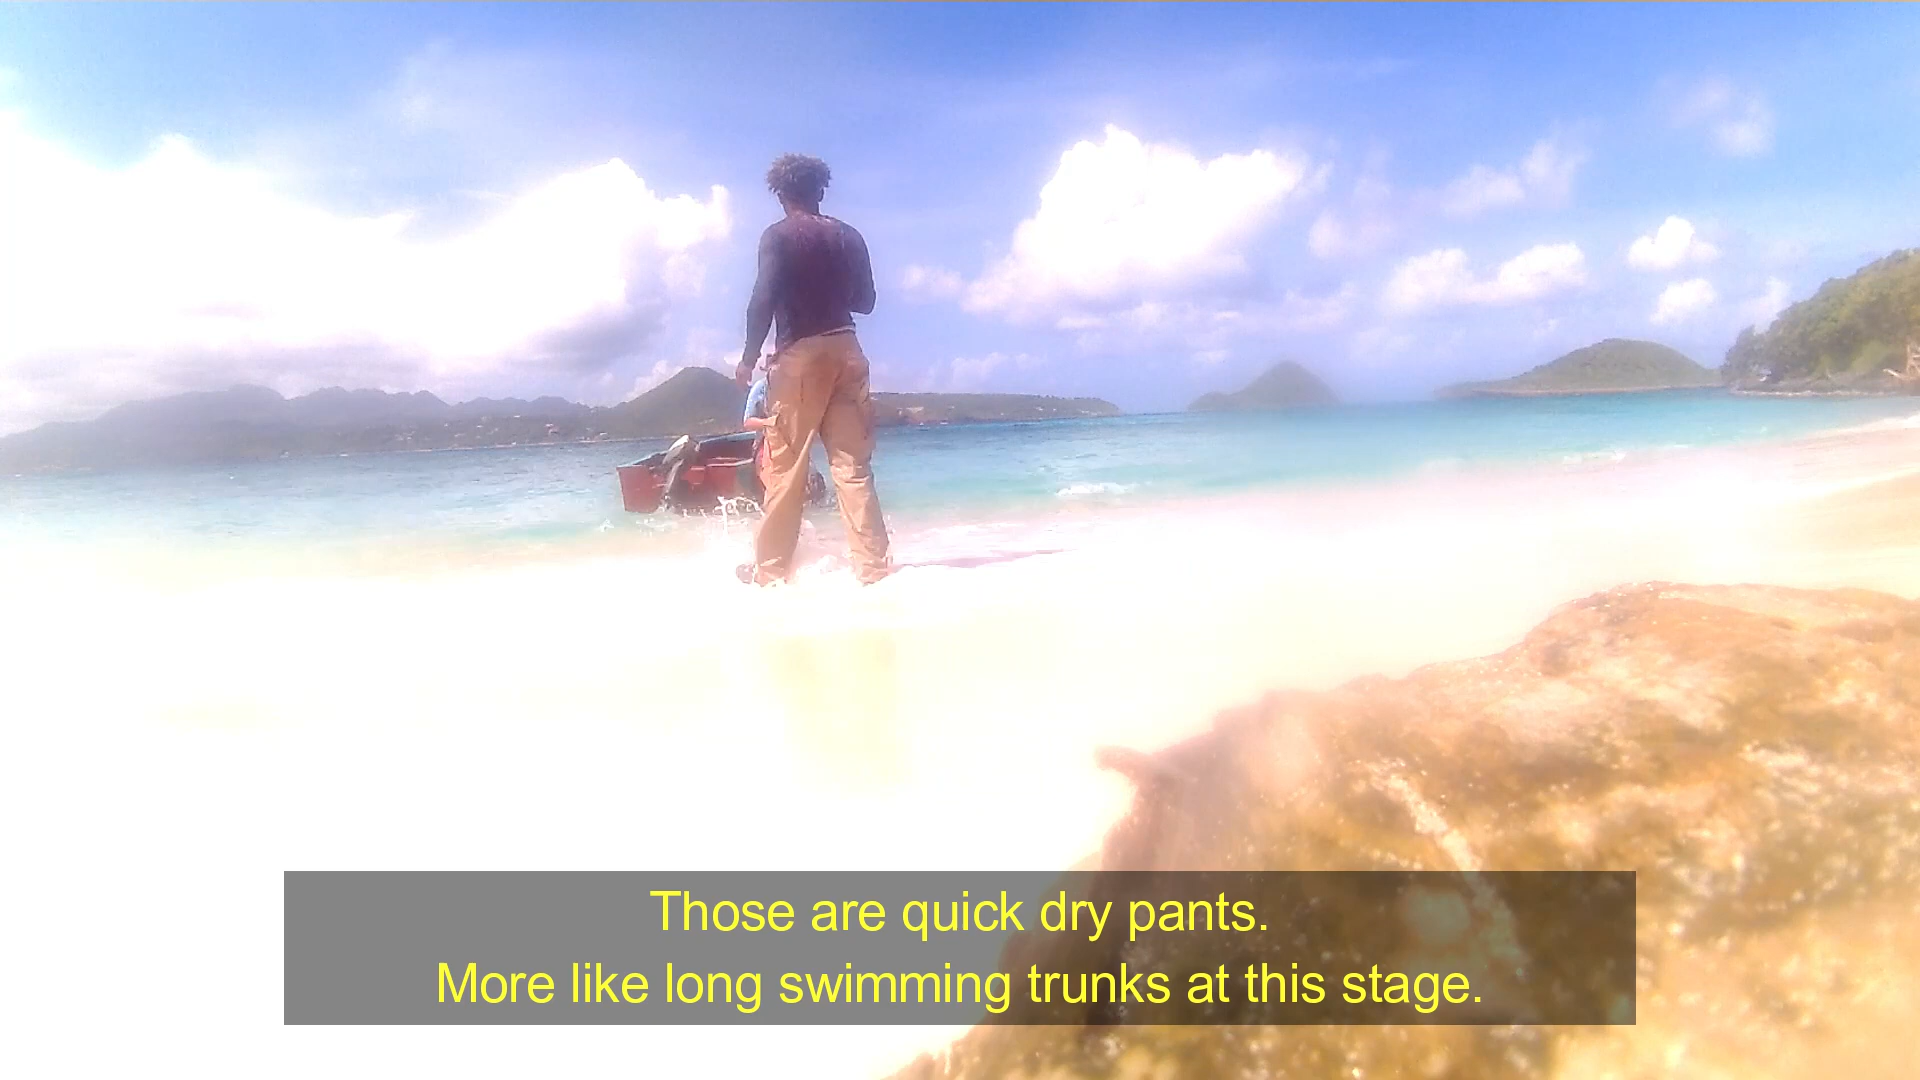 Those are quick dry pants.
More like long swimming trunks at this stage.